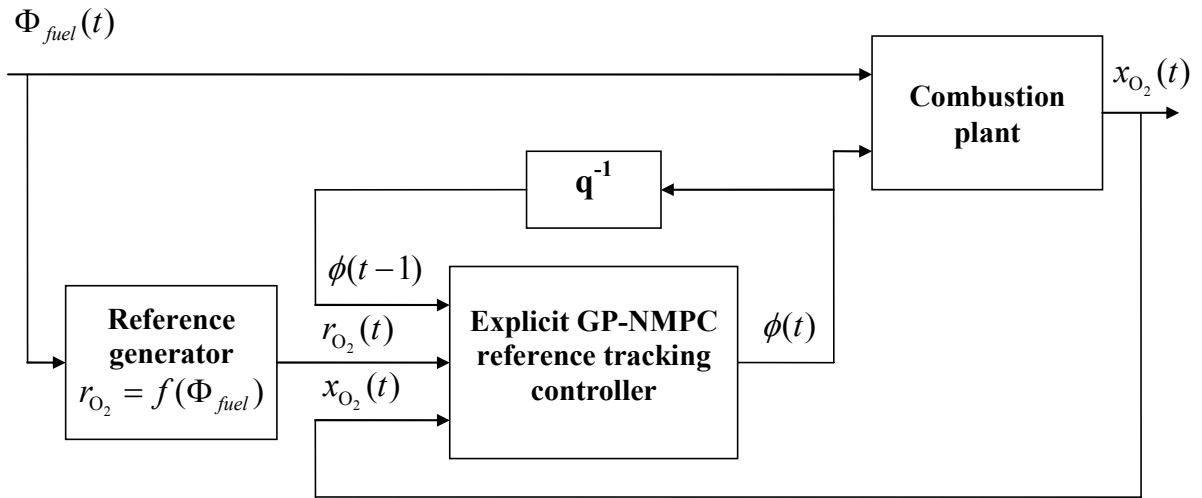 Φ_fuel(t)
x_O₂(t)
Combustion
plant
q⁻¹
ϕ(t−1)
Reference
generator
r_O₂ = f(Φ_fuel)
r_O₂(t)
x_O₂(t)
Explicit GP-NMPC
reference tracking
controller
ϕ(t)